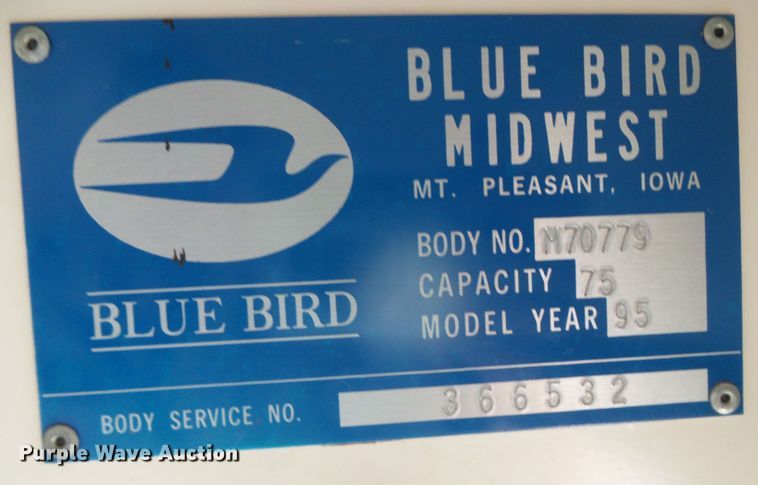 BLUE BIRD
MIDWEST
MT. PLEASANT, IOWA
BODY NO. M70779
CAPACITY 75
MODEL YEAR 95
BLUE BIRD
BODY SERVICE NO. 366532
Purple Wave Auction